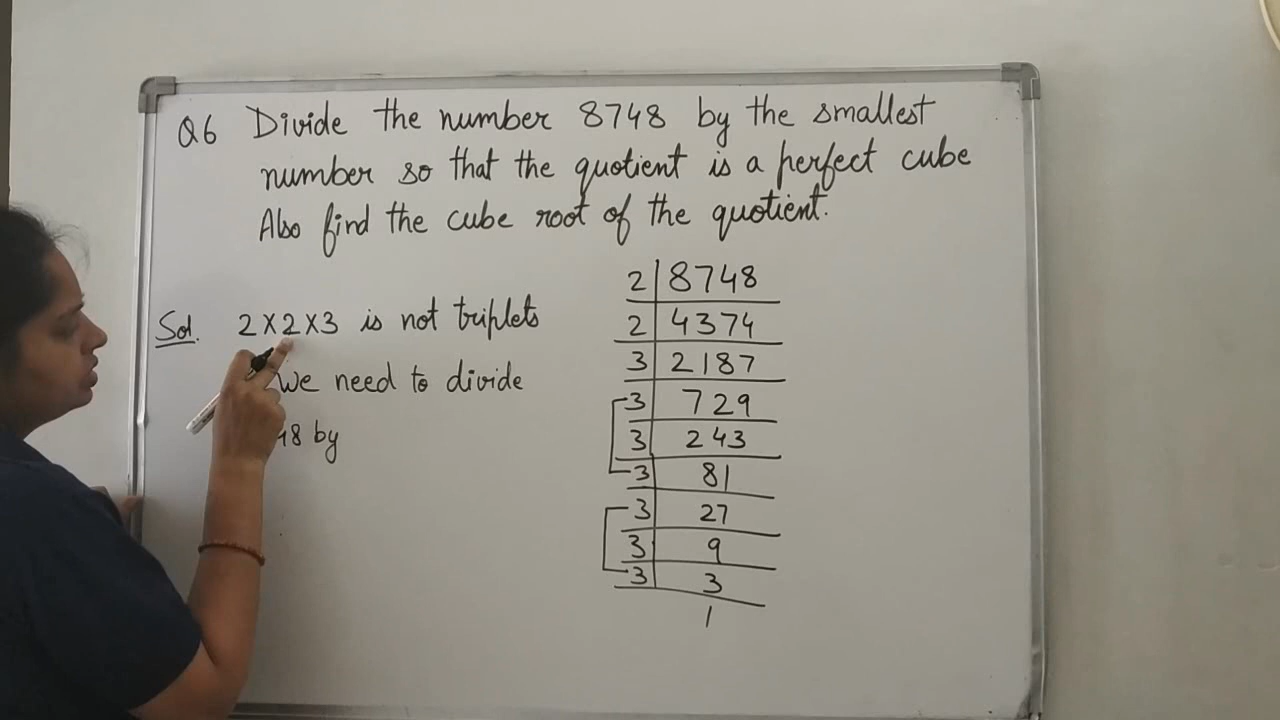 Q6 Divide the number 8748 by the smallest
number so that the quotient is a perfect cube
Also find the cube root of the quotient.
Sol. 2×2×3 is not triplets
We need to divide
48 by
2 | 8748
2 | 4374
3 | 2187
3 | 729
3 | 243
3 | 81
3 | 27
3 | 9
3 | 3
1